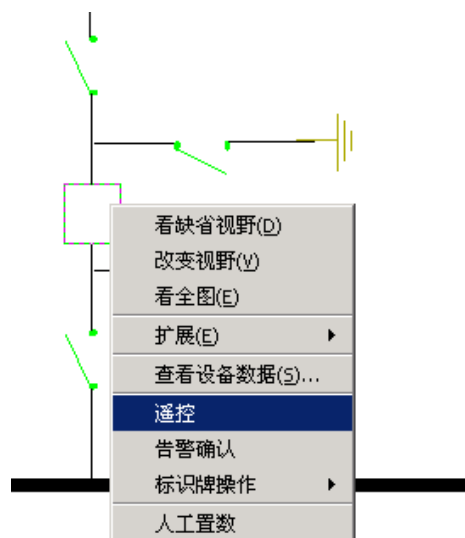 看缺省视野(D)
改变视野(V)
看全图(E)
扩展(E)
查看设备数据(S)...
遥控
告警确认
标识牌操作
人工置数